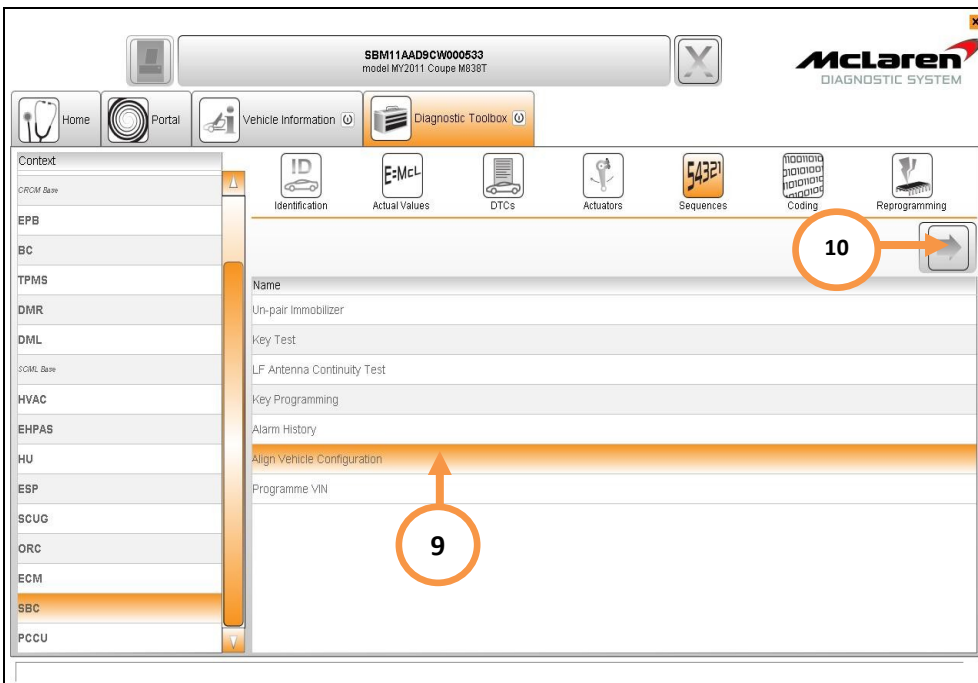 SBM11AAD9CW000533
model MY2011 Coupe M838T
McLaren
DIAGNOSTIC SYSTEM
Home
Portal
Vehicle Information
Diagnostic Toolbox
Context
CRCM Base
EPB
BC
TPMS
DMR
DML
SCML Base
HVAC
EHPAS
HU
ESP
SCUG
ORC
ECM
SBC
PCCU
ID
E:McL
54321
Identification
Actual Values
DTCs
Actuators
Sequences
Coding
Reprogramming
10
Name
Un-pair Immobilizer
Key Test
LF Antenna Continuity Test
Key Programming
Alarm History
Align Vehicle Configuration
Programme VIN
9